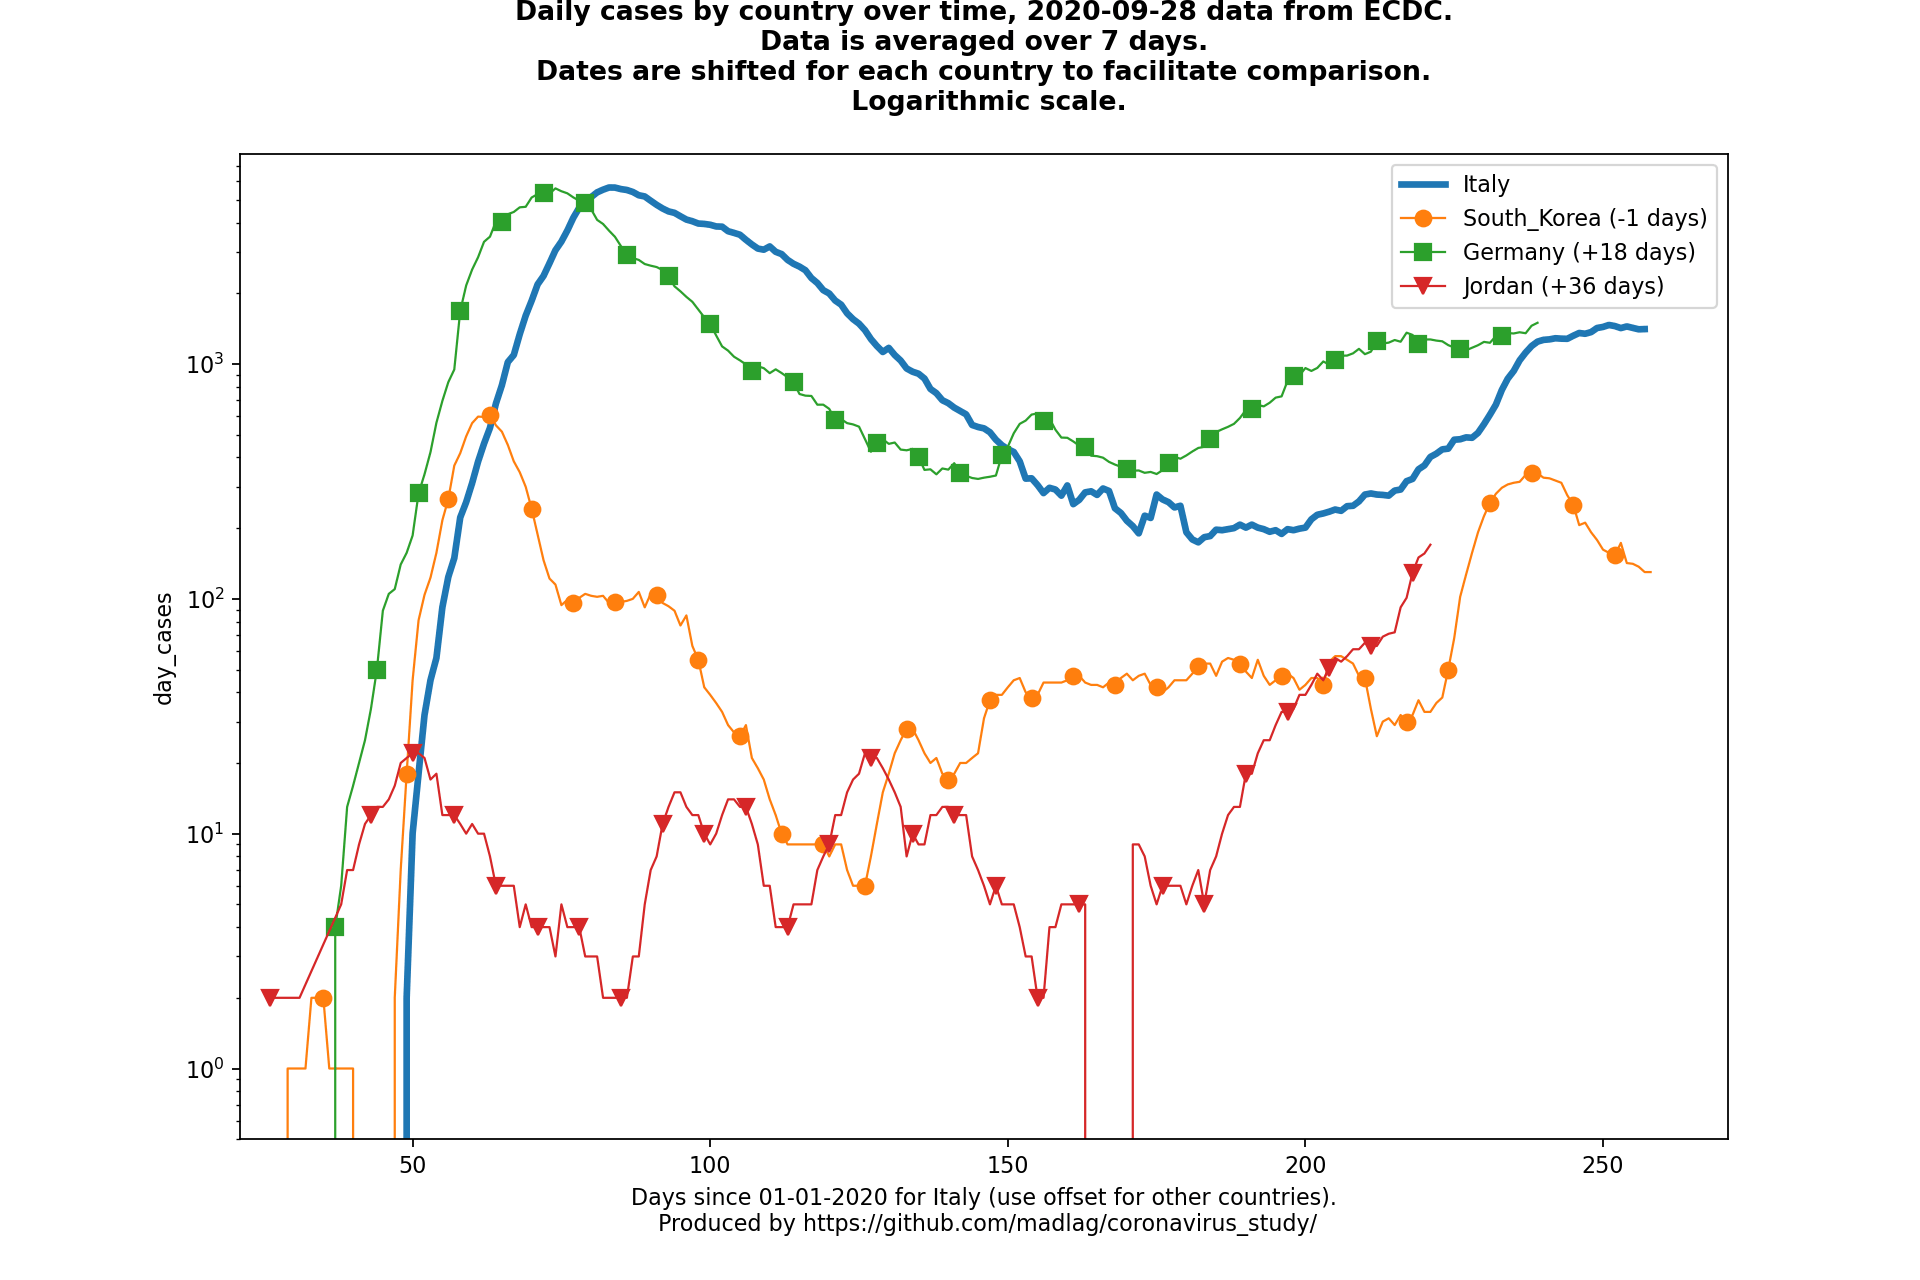 Daily cases by country over time, 2020-09-28 data from ECDC.
Data is averaged over 7 days.
Dates are shifted for each country to facilitate comparison.
Logarithmic scale.
Italy
South_Korea (-1 days)
Germany (+18 days)
Jordan (+36 days)
day_cases
10³
10²
10¹
10⁰
50 100 150 200 250
Days since 01-01-2020 for Italy (use offset for other countries).
Produced by https://github.com/madlag/coronavirus_study/